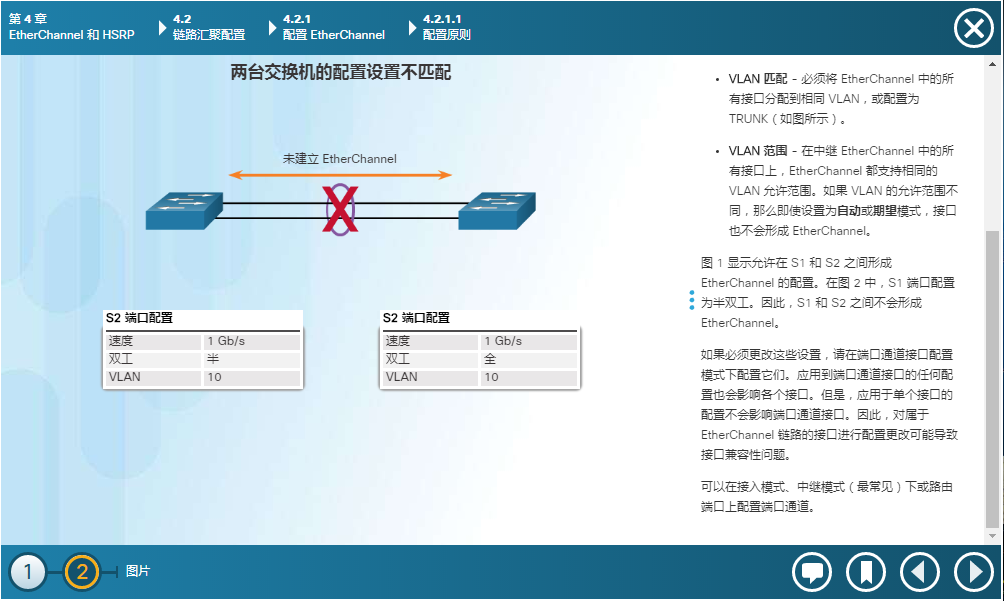 第 4 章
EtherChannel 和 HSRP
4.2
链路汇聚配置
4.2.1
配置 EtherChannel
4.2.1.1
配置原则
两台交换机的配置设置不匹配
未建立 EtherChannel
S2 端口配置
速度 1 Gb/s
双工 半
VLAN 10
S2 端口配置
速度 1 Gb/s
双工 全
VLAN 10
• VLAN 匹配 - 必须将 EtherChannel 中的所
有接口分配到相同 VLAN，或配置为
TRUNK（如图所示）。
• VLAN 范围 - 在中继 EtherChannel 中的所
有接口上，EtherChannel 都支持相同的
VLAN 允许范围。如果 VLAN 的允许范围不
同，那么即使设置为自动或期望模式，接口
也不会形成 EtherChannel。
图 1 显示允许在 S1 和 S2 之间形成
EtherChannel 的配置。在图 2 中，S1 端口配置
为半双工。因此，S1 和 S2 之间不会形成
EtherChannel。
如果必须更改这些设置，请在端口通道接口配置
模式下配置它们。应用到端口通道接口的任何配
置也会影响各个接口。但是，应用于单个接口的
配置不会影响端口通道接口。因此，对属于
EtherChannel 链路的接口进行配置更改可能导致
接口兼容性问题。
可以在接入模式、中继模式（最常见）下或路由
端口上配置端口通道。
1 2 图片